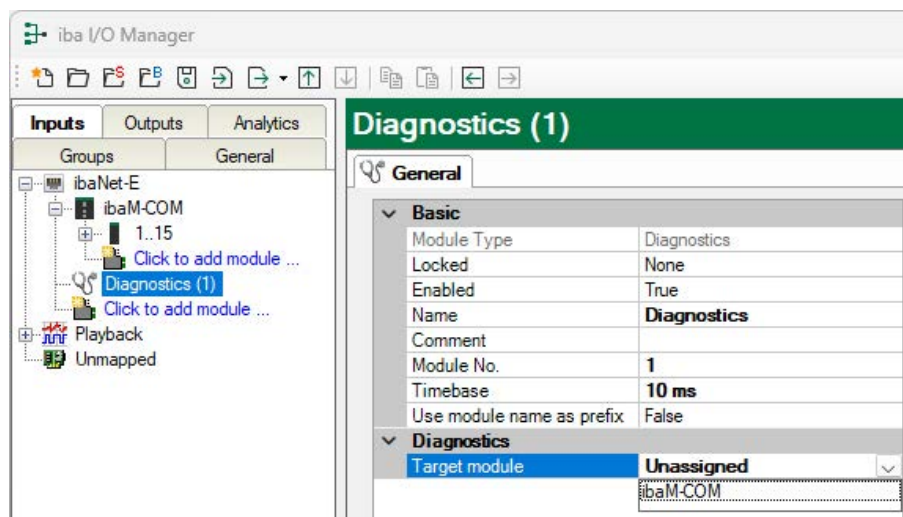 iba I/O Manager
Inputs Outputs Analytics
Groups General
ibaNet-E
ibaM-COM
1..15
Click to add module ...
Diagnostics (1)
Click to add module ...
Playback
Unmapped
Diagnostics (1)
General
Basic
Module Type Diagnostics
Locked None
Enabled True
Name Diagnostics
Comment
Module No. 1
Timebase 10 ms
Use module name as prefix False
Diagnostics
Target module Unassigned
ibaM-COM